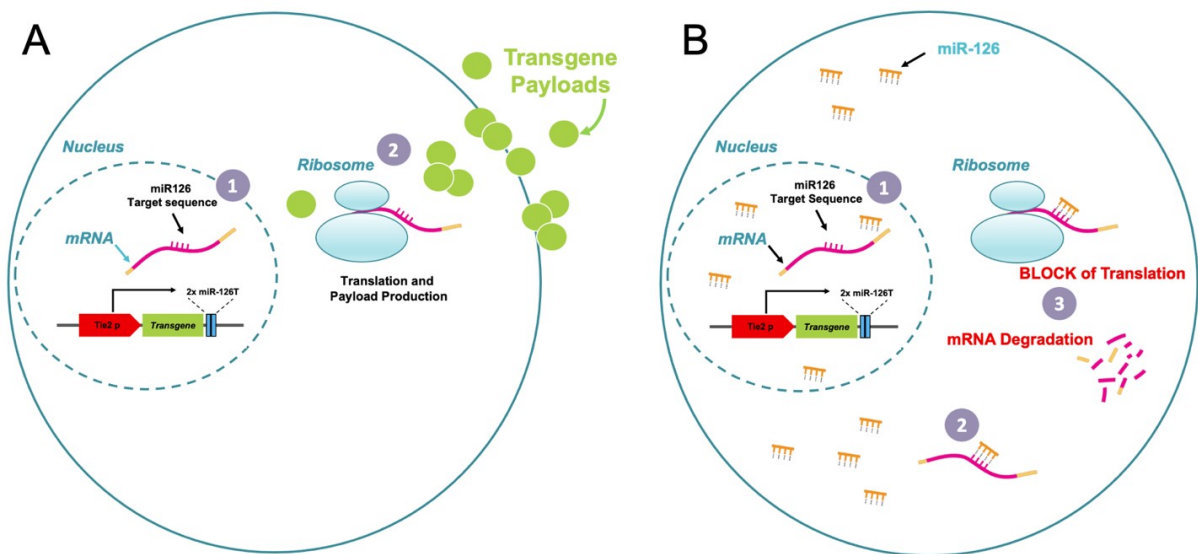 A
Transgene
Payloads
Nucleus
1
miR126
Target sequence
mRNA
2x miR-126T
Tie2 p
Transgene
2
Ribosome
Translation and
Payload Production
B
miR-126
Nucleus
1
miR126
Target Sequence
mRNA
2x miR-126T
Tie2 p
Transgene
Ribosome
BLOCK of Translation
3
mRNA Degradation
2